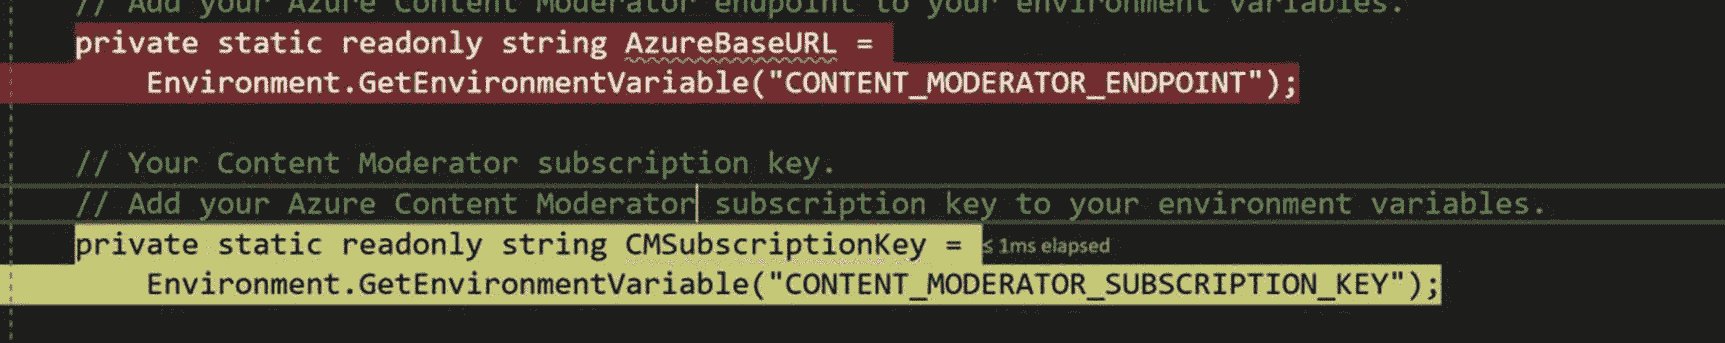 // Add your Azure Content Moderator endpoint to your environment variables.
private static readonly string AzureBaseURL =
Environment.GetEnvironmentVariable("CONTENT_MODERATOR_ENDPOINT");
// Your Content Moderator subscription key.
// Add your Azure Content Moderator subscription key to your environment variables.
private static readonly string CMSubscriptionKey = ≤ 1ms elapsed
Environment.GetEnvironmentVariable("CONTENT_MODERATOR_SUBSCRIPTION_KEY");